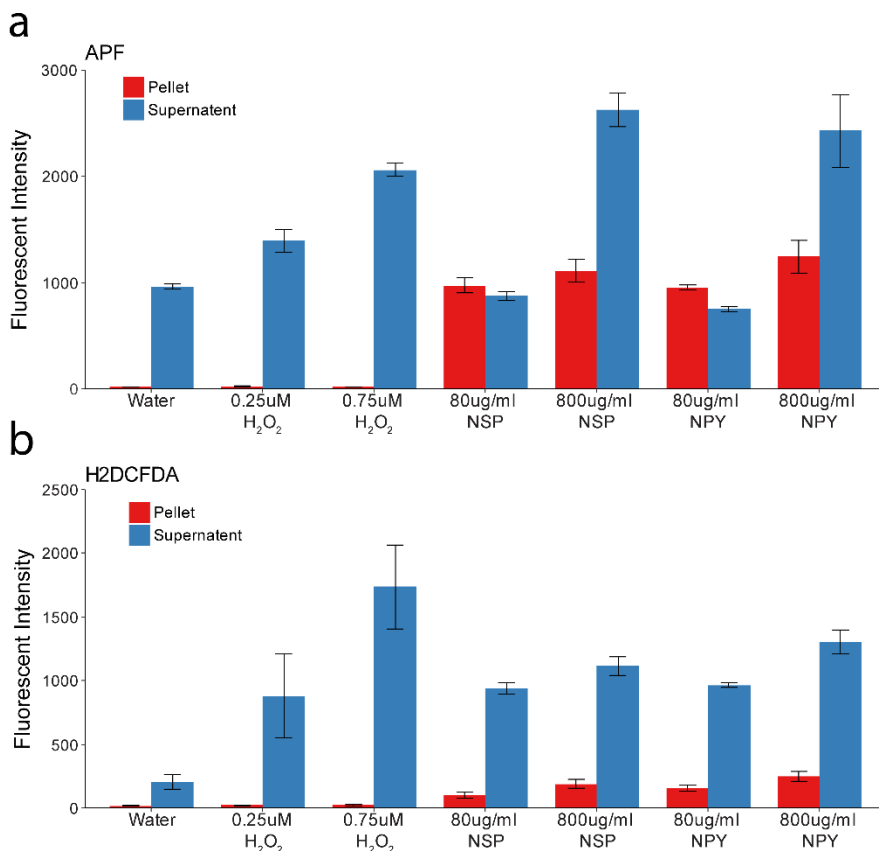 a
APF
3000
2000
1000
0
Fluorescent Intensity
Pellet
Supernatent
Water 0.25uM 0.75uM 80ug/ml 800ug/ml 80ug/ml 800ug/ml
H₂O₂ H₂O₂ NSP NSP NPY NPY
b
H2DCFDA
2500
2000
1500
1000
500
0
Fluorescent Intensity
Pellet
Supernatent
Water 0.25uM 0.75uM 80ug/ml 800ug/ml 80ug/ml 800ug/ml
H₂O₂ H₂O₂ NSP NSP NPY NPY